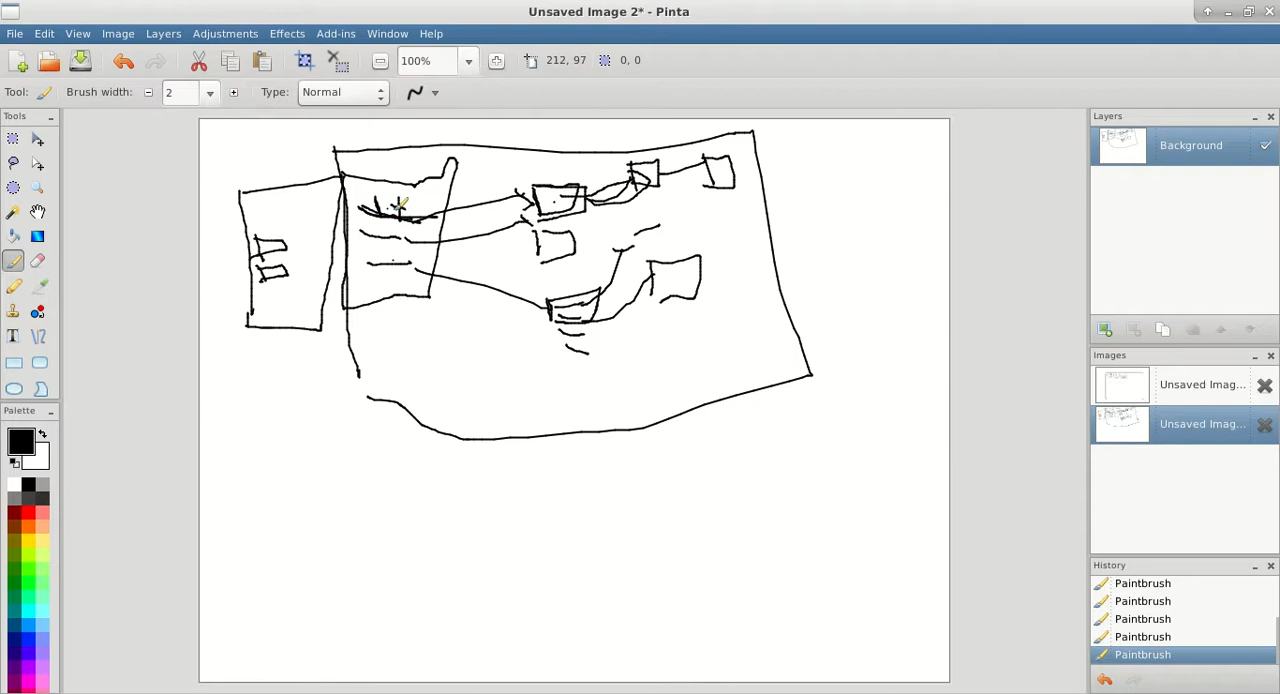 Unsaved Image 2* - Pinta
File Edit View Image Layers Adjustments Effects Add-ins Window Help
100% 212, 97 0, 0
Tool: Brush width: 2 Type: Normal
Tools
Layers
Background
Images
Unsaved Imag...
Unsaved Imag...
Palette
History
Paintbrush
Paintbrush
Paintbrush
Paintbrush
Paintbrush